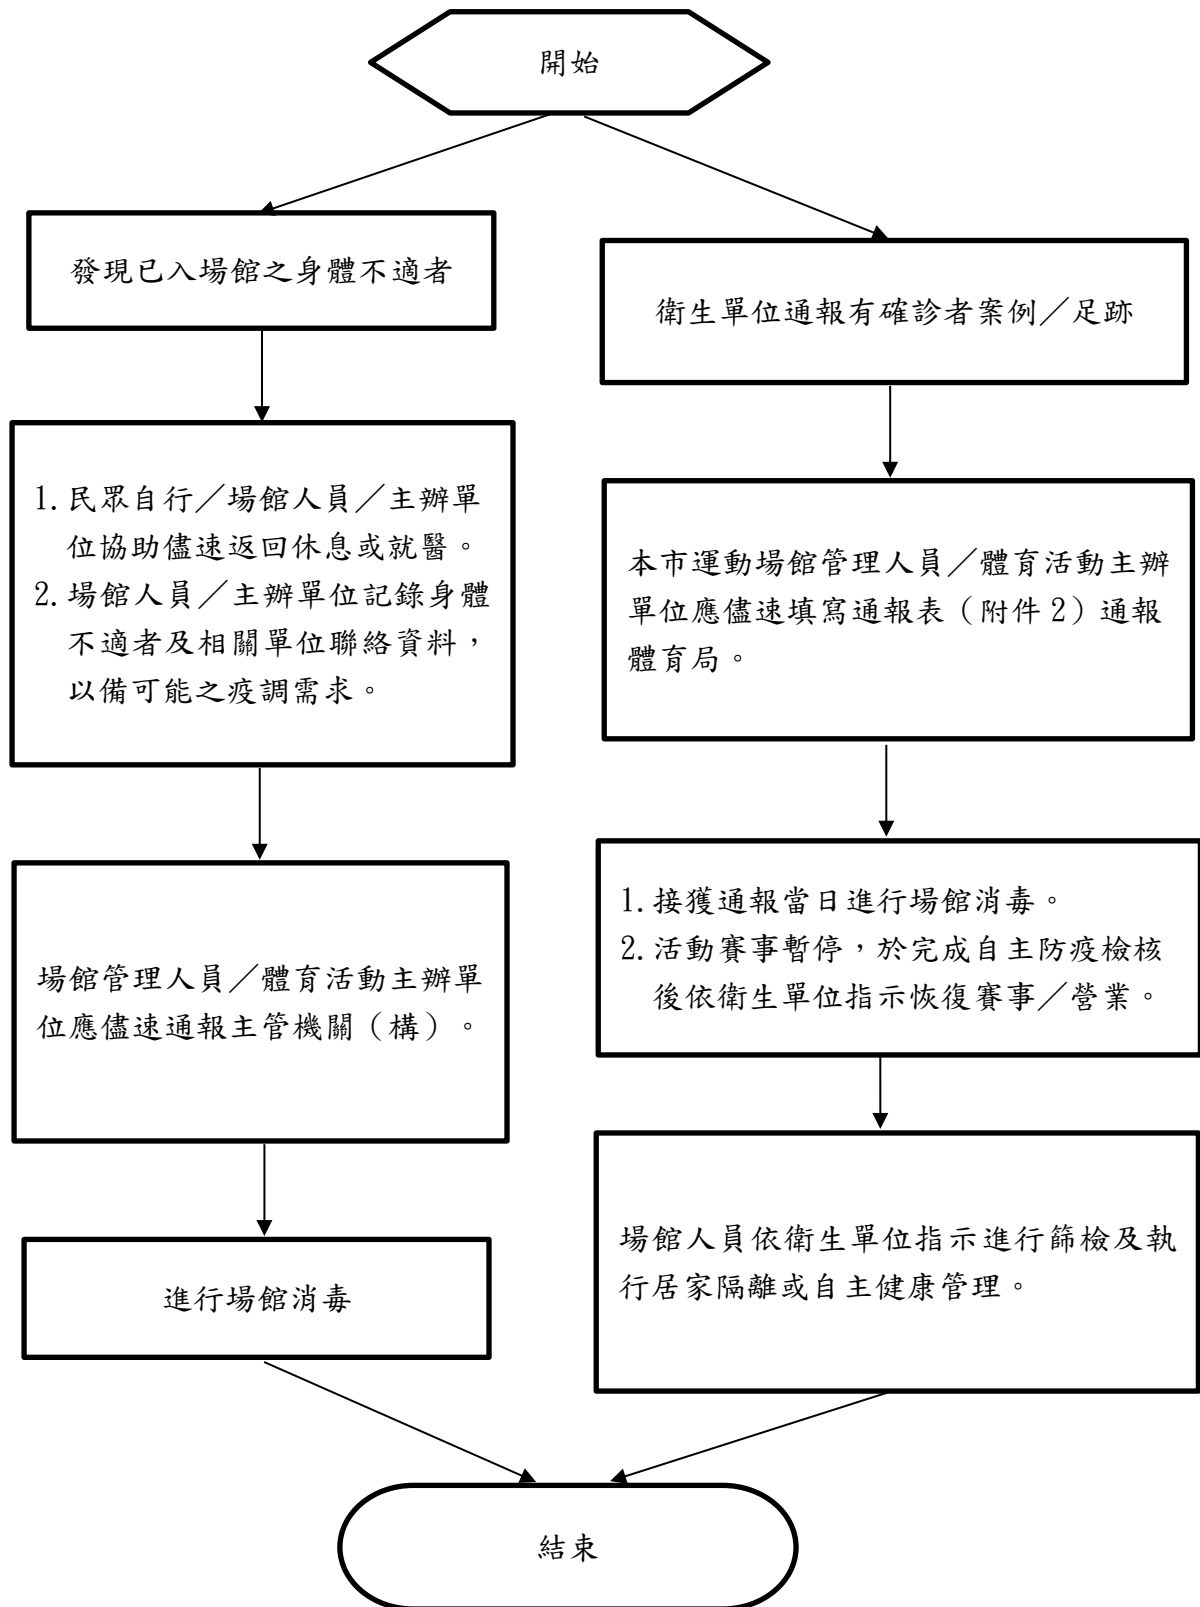 開始
發現已入場館之身體不適者
1. 民眾自行／場館人員／主辦單
位協助儘速返回休息或就醫。
2. 場館人員／主辦單位記錄身體
不適者及相關單位聯絡資料，
以備可能之疫調需求。
場館管理人員／體育活動主辦單
位應儘速通報主管機關（構）。
進行場館消毒
衛生單位通報有確診者案例／足跡
本市運動場館管理人員／體育活動主辦
單位應儘速填寫通報表（附件 2）通報
體育局。
1. 接獲通報當日進行場館消毒。
2. 活動賽事暫停，於完成自主防疫檢核
後依衛生單位指示恢復賽事／營業。
場館人員依衛生單位指示進行篩檢及執
行居家隔離或自主健康管理。
結束